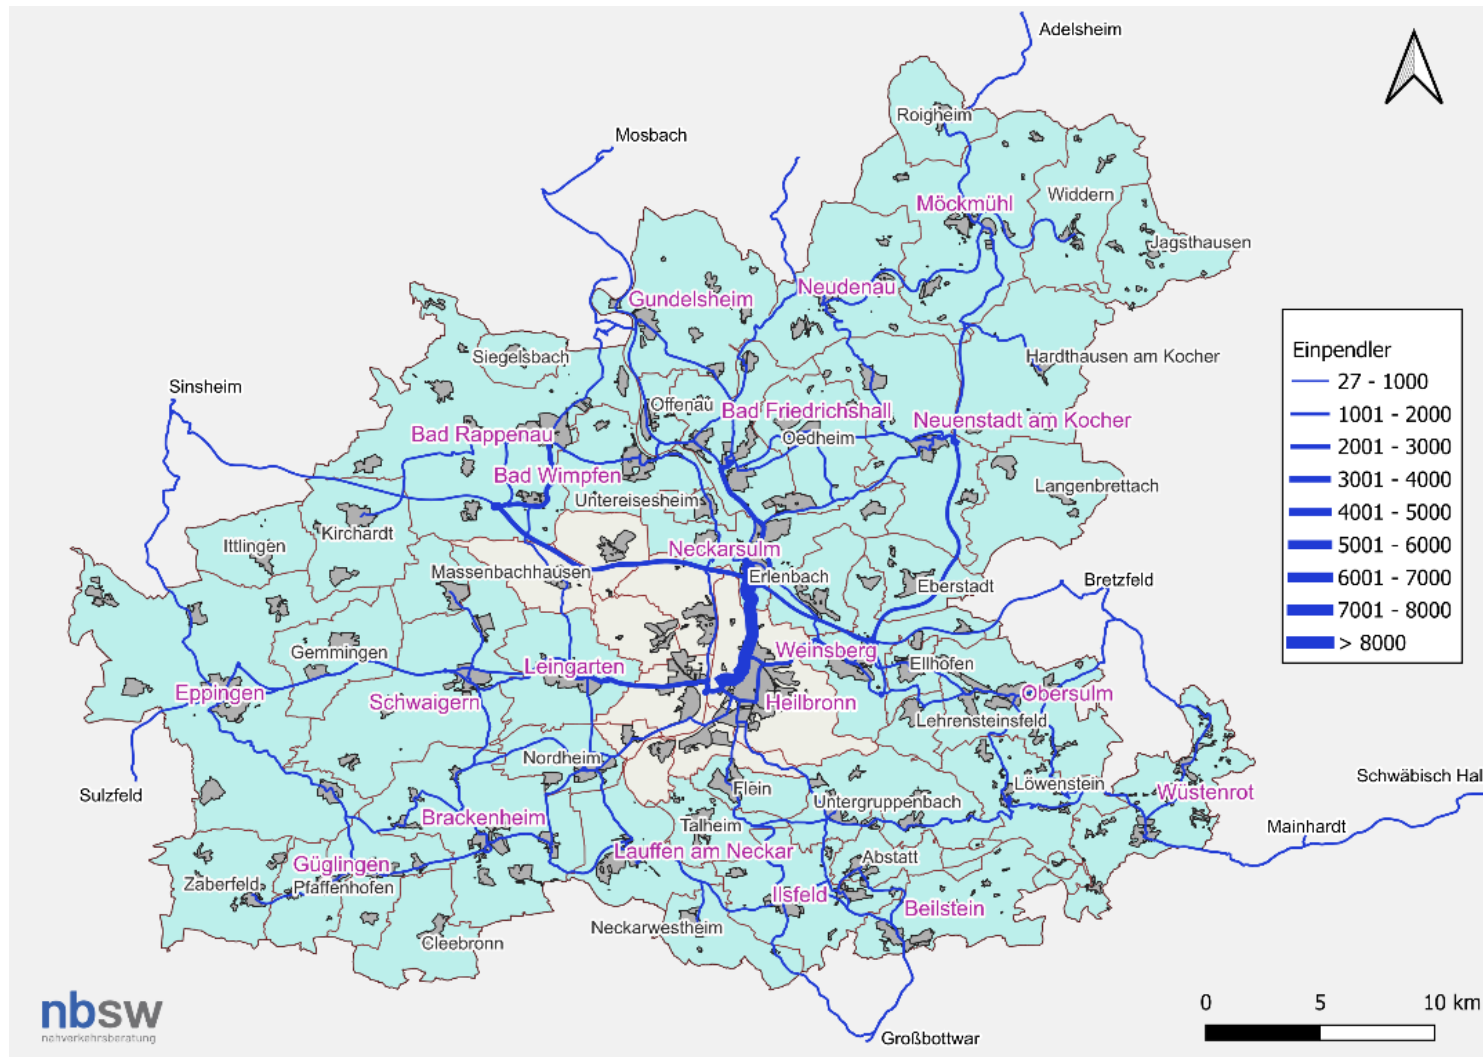 Adelsheim
Roigheim
Mosbach
Widdern
Möckmühl
Jagsthausen
Neudenau
Gundelsheim
Siegelsbach
Hardthausen am Kocher
Einpendler
27 - 1000
1001 - 2000
2001 - 3000
3001 - 4000
4001 - 5000
5001 - 6000
6001 - 7000
7001 - 8000
> 8000
Sinsheim
Offenau
Bad Friedrichshall
Neuenstadt am Kocher
Bad Rappenau
Oedheim
Bad Wimpfen
Langenbrettach
Untereisesheim
Kirchardt
Ittlingen
Neckarsulm
Massenbachhausen
Erlenbach
Eberstadt
Bretzfeld
Gemmingen
Weinsberg
Leingarten
Ellhofen
Eppingen
Obersulm
Schwaigern
Heilbronn
Lehrensteinsfeld
Nordheim
Schwäbisch Hal
Löwenstein
Flein
Wüstenrot
Sulzfeld
Untergruppenbach
Brackenheim
Talheim
Mainhardt
Lauffen am Neckar
Abstatt
Güglingen
Zaberfeld
Pfaffenhofen
Ilsfeld
Beilstein
Neckarwestheim
Cleebronn
Großbottwar
nbsw
nahverkehrsberatung
0 5 10 km